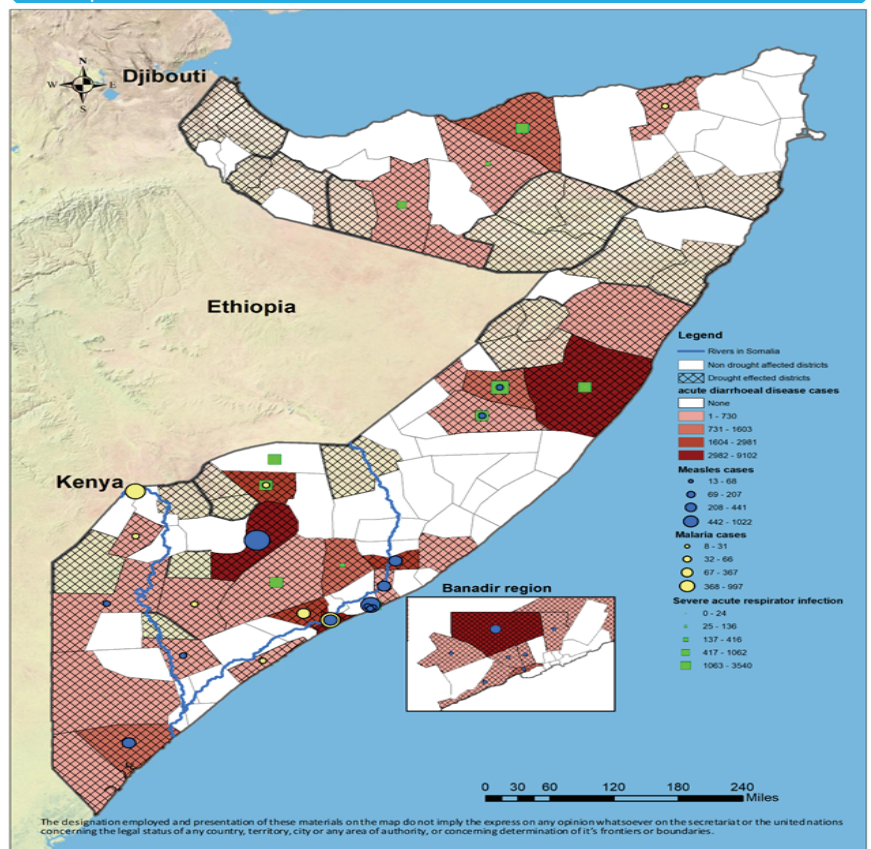 N
W E
S
Djibouti
Ethiopia
Kenya
Legend
Rivers in Somalia
Non drought affected districts
Drought effected districts
acute diarrhoeal disease cases
None
1 - 730
731 - 1603
1604 - 2981
2982 - 9102
Measles cases
13 - 68
69 - 207
208 - 441
442 - 1022
Malaria cases
8 - 31
32 - 66
67 - 367
368 - 997
Severe acute respirator infection
0 - 24
25 - 136
137 - 416
417 - 1062
1063 - 3540
Banadir region
0 30 60 120 180 240
Miles
The designation employed and presentation of these materials on the map do not imply the express on any opinion whatsoever on the secretariat or the united nations
concerning the legal status of any country, territory, city or any area of authority, or concerning determination of it's frontiers or boundaries.